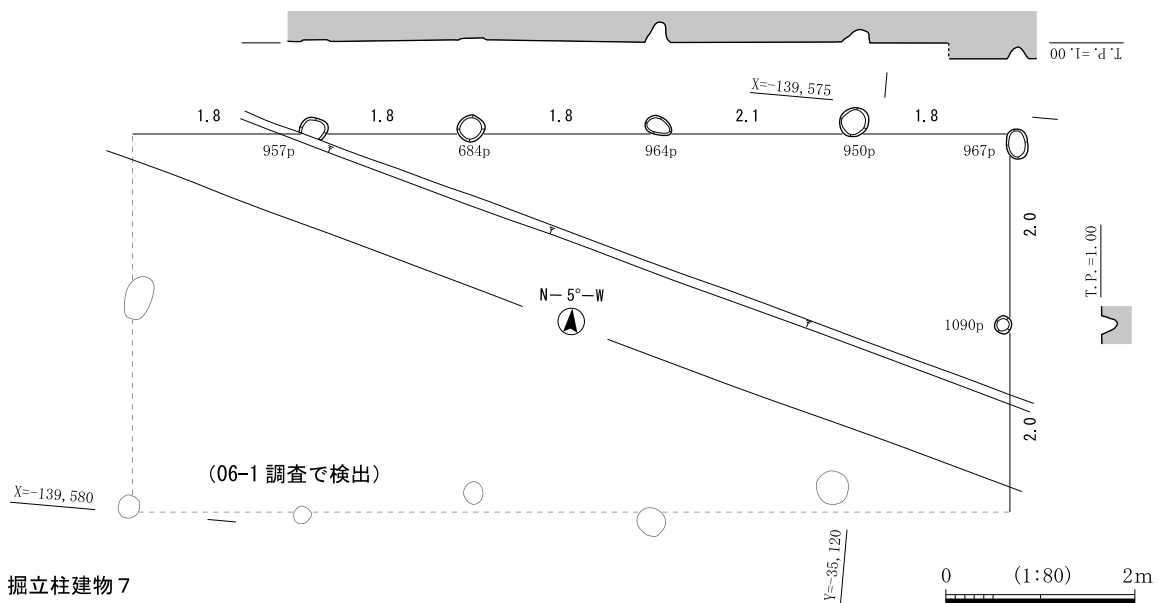 T.P.=1.00
X=-139,575
1.8 1.8 1.8 2.1 1.8
957p 684p 964p 950p 967p
2.0
T.P.=1.00
N－5°－W
1090p
2.0
(06-1 調査で検出)
X=-139,580
Y=-35,120
掘立柱建物7
0 (1:80) 2m